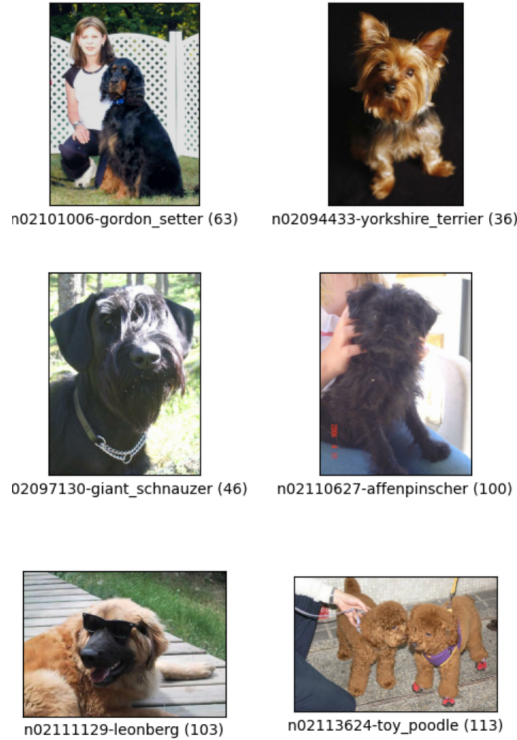 n02101006-gordon_setter (63)
n02094433-yorkshire_terrier (36)
02097130-giant_schnauzer (46)
n02110627-affenpinscher (100)
n02111129-leonberg (103)
n02113624-toy_poodle (113)